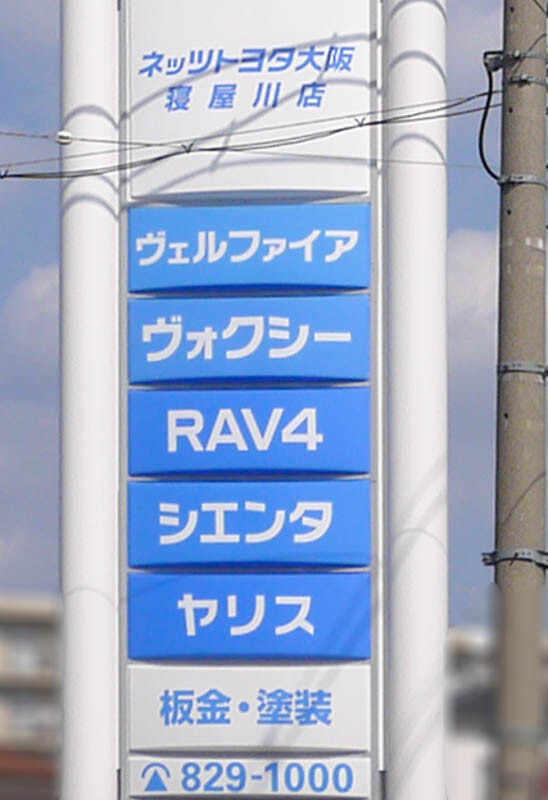 ネッツトヨタ大阪
寝屋川店
ヴェルファイア
ヴォクシー
RAV4
シエンタ
ヤリス
板金・塗装
829-1000